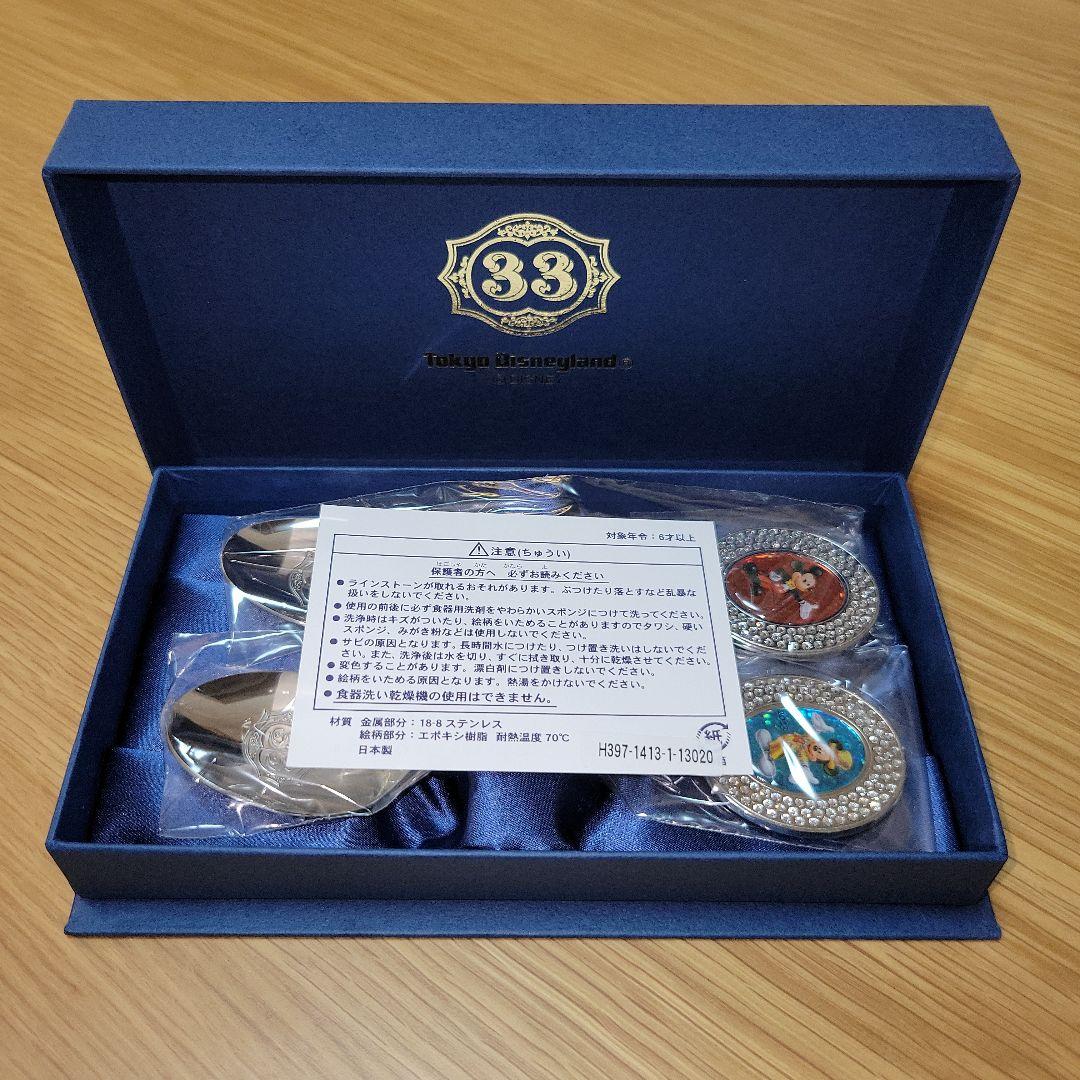 33
Tokyo Disneyland®
© DISNEY
対象年令：6才以上
注意(ちゅうい)
保護者の方へ 必ずお読みください
● ラインストーンが取れるおそれがあります。ぶつけたり落とすなど乱暴な
扱いをしないでください。
● 使用の前後に必ず食器用洗剤をやわらかいスポンジにつけて洗ってください。
● 洗浄時はキズがついたり、絵柄をいためることがありますのでタワシ、硬い
スポンジ、みがき粉などは使用しないでください。
● サビの原因となります。長時間水につけたり、つけ置き洗いはしないでくだ
さい。また、洗浄後は水を切り、すぐに拭き取り、十分に乾燥させてください。
● 変色することがあります。漂白剤につけ置きしないでください。
● 絵柄をいためる原因となります。熱湯をかけないでください。
● 食器洗い乾燥機の使用はできません。
材質 金属部分：18-8 ステンレス
絵柄部分：エポキシ樹脂 耐熱温度 70℃
日本製
紙
H397-1413-1-13020